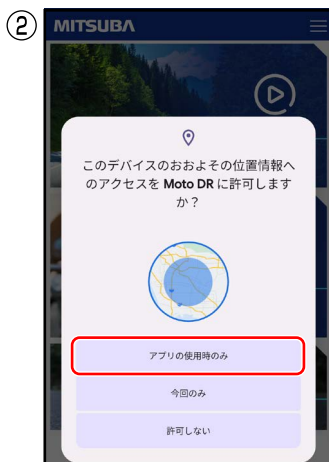 ②
MITSUBA
このデバイスのおおよその位置情報へ
のアクセスを Moto DR に許可します
か？
アプリの使用時のみ
今回のみ
許可しない